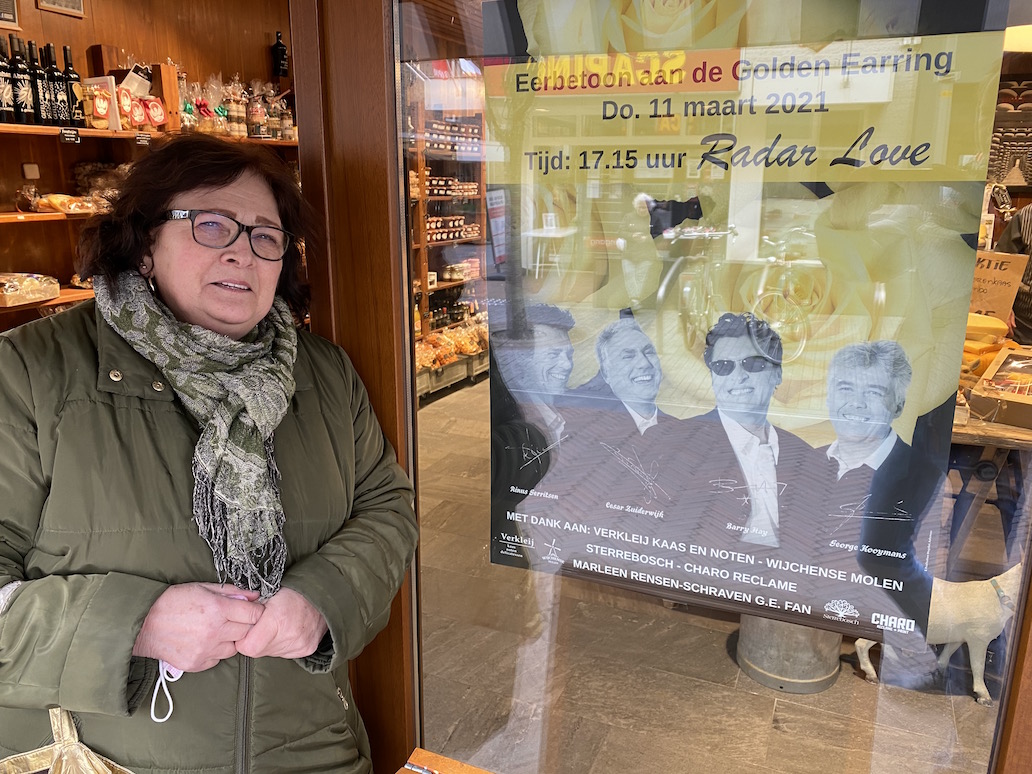 Eerbetoon aan de Golden Earring
Do. 11 maart 2021
Tijd: 17.15 uur Radar Love
KTIE
Rinus Gerritsen
Cesar Zuiderwijk
Barry Hay
George Kooymans
MET DANK AAN: VERKLEIJ KAAS EN NOTEN - WIJCHENSE MOLEN
STERREBOSCH - CHARO RECLAME
MARLEEN RENSEN-SCHRAVEN G.E. FAN
Verkleij
Sterrebosch
CHARO